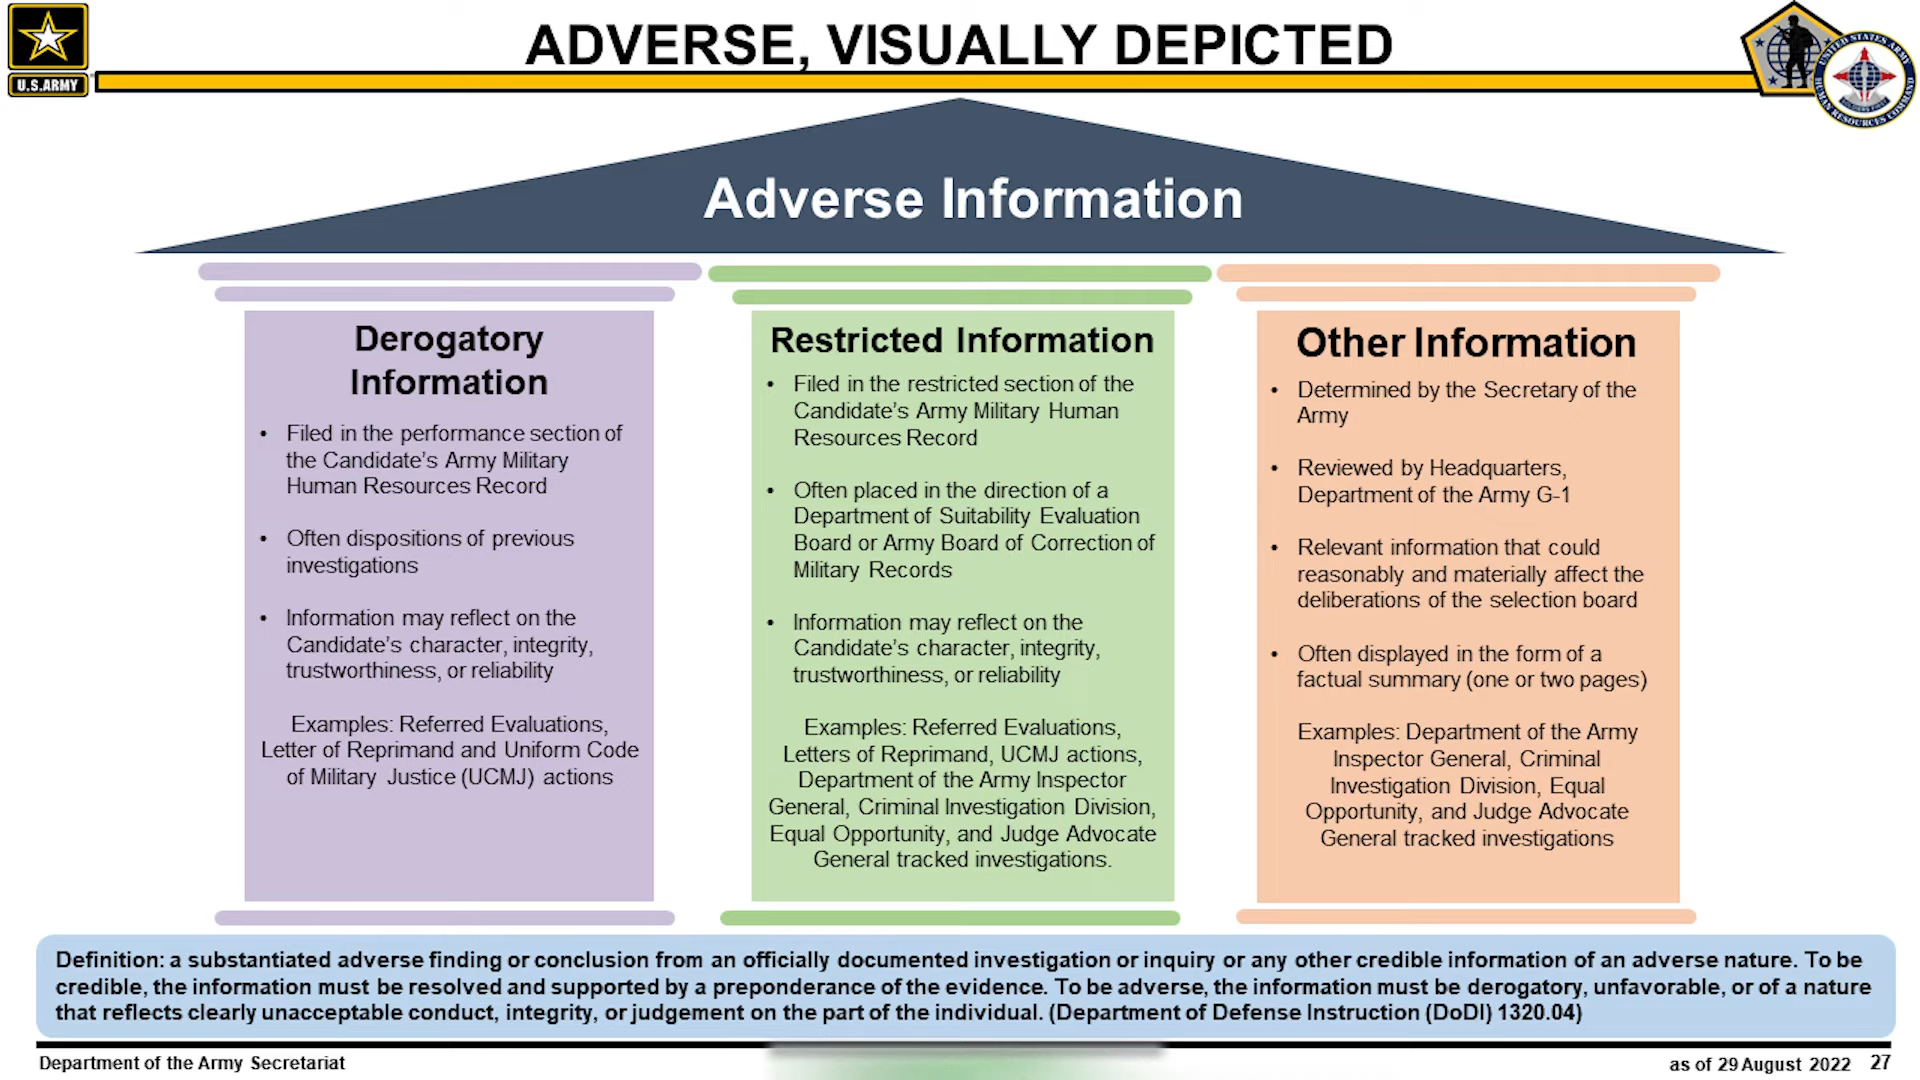 ADVERSE, VISUALLY DEPICTED
U.S.ARMY
UNITED STATES ARMY
HUMAN RESOURCES COMMAND
Adverse Information
Derogatory
Information
• Filed in the performance section of
the Candidate's Army Military
Human Resources Record
• Often dispositions of previous
investigations
• Information may reflect on the
Candidate's character, integrity,
trustworthiness, or reliability
Examples: Referred Evaluations,
Letter of Reprimand and Uniform Code
of Military Justice (UCMJ) actions
Restricted Information
• Filed in the restricted section of the
Candidate's Army Military Human
Resources Record
• Often placed in the direction of a
Department of Suitability Evaluation
Board or Army Board of Correction of
Military Records
• Information may reflect on the
Candidate's character, integrity,
trustworthiness, or reliability
Examples: Referred Evaluations,
Letters of Reprimand, UCMJ actions,
Department of the Army Inspector
General, Criminal Investigation Division,
Equal Opportunity, and Judge Advocate
General tracked investigations.
Other Information
• Determined by the Secretary of the
Army
• Reviewed by Headquarters,
Department of the Army G-1
• Relevant information that could
reasonably and materially affect the
deliberations of the selection board
• Often displayed in the form of a
factual summary (one or two pages)
Examples: Department of the Army
Inspector General, Criminal
Investigation Division, Equal
Opportunity, and Judge Advocate
General tracked investigations
Definition: a substantiated adverse finding or conclusion from an officially documented investigation or inquiry or any other credible information of an adverse nature. To be
credible, the information must be resolved and supported by a preponderance of the evidence. To be adverse, the information must be derogatory, unfavorable, or of a nature
that reflects clearly unacceptable conduct, integrity, or judgement on the part of the individual. (Department of Defense Instruction (DoDI) 1320.04)
Department of the Army Secretariat
as of 29 August 2022 27